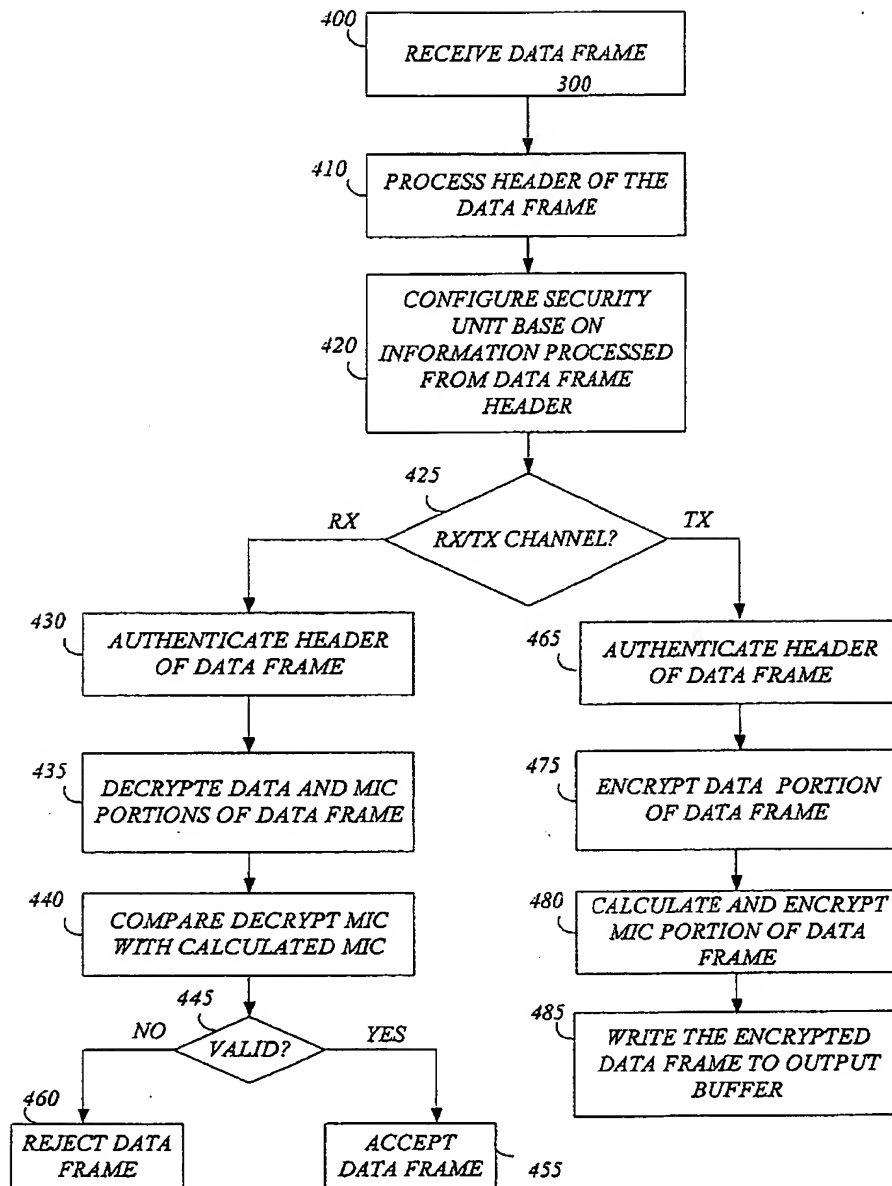 400
RECEIVE DATA FRAME
300
410
PROCESS HEADER OF THE
DATA FRAME
420
CONFIGURE SECURITY
UNIT BASE ON
INFORMATION PROCESSED
FROM DATA FRAME
HEADER
425
RX
RX/TX CHANNEL?
TX
430
AUTHENTICATE HEADER
OF DATA FRAME
435
DECRYPTE DATA AND MIC
PORTIONS OF DATA FRAME
440
COMPARE DECRYPT MIC
WITH CALCULATED MIC
445
NO
VALID?
YES
460
REJECT DATA
FRAME
ACCEPT
DATA FRAME
455
465
AUTHENTICATE HEADER
OF DATA FRAME
475
ENCRYPT DATA PORTION
OF DATA FRAME
480
CALCULATE AND ENCRYPT
MIC PORTION OF DATA
FRAME
485
WRITE THE ENCRYPTED
DATA FRAME TO OUTPUT
BUFFER